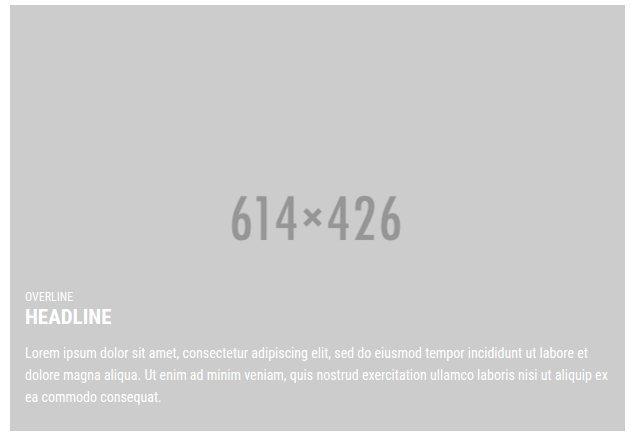 614×426
OVERLINE
HEADLINE
Lorem ipsum dolor sit amet, consectetur adipiscing elit, sed do eiusmod tempor incididunt ut labore et
dolore magna aliqua. Ut enim ad minim veniam, quis nostrud exercitation ullamco laboris nisi ut aliquip ex
ea commodo consequat.